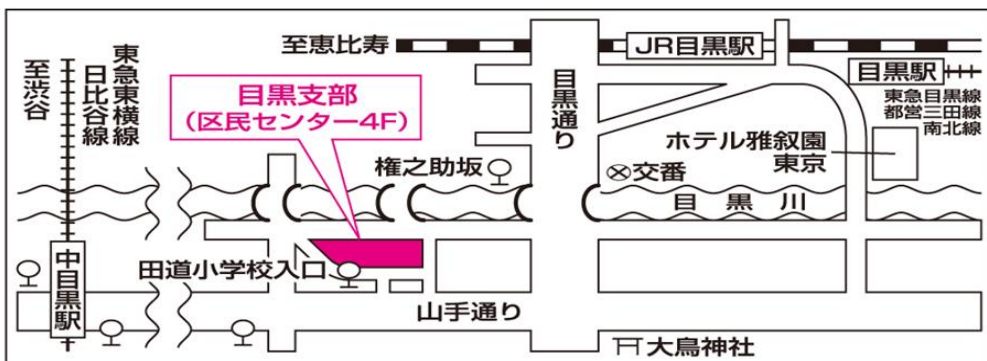 至恵比寿
JR目黒駅
目黒駅
東急目黒線
都営三田線
南北線
至渋谷
日比谷線
東急東横線
目黒支部
（区民センター4F）
目黒通り
ホテル雅叙園
東京
権之助坂
交番
目黒川
田道小学校入口
中目黒駅
山手通り
大鳥神社